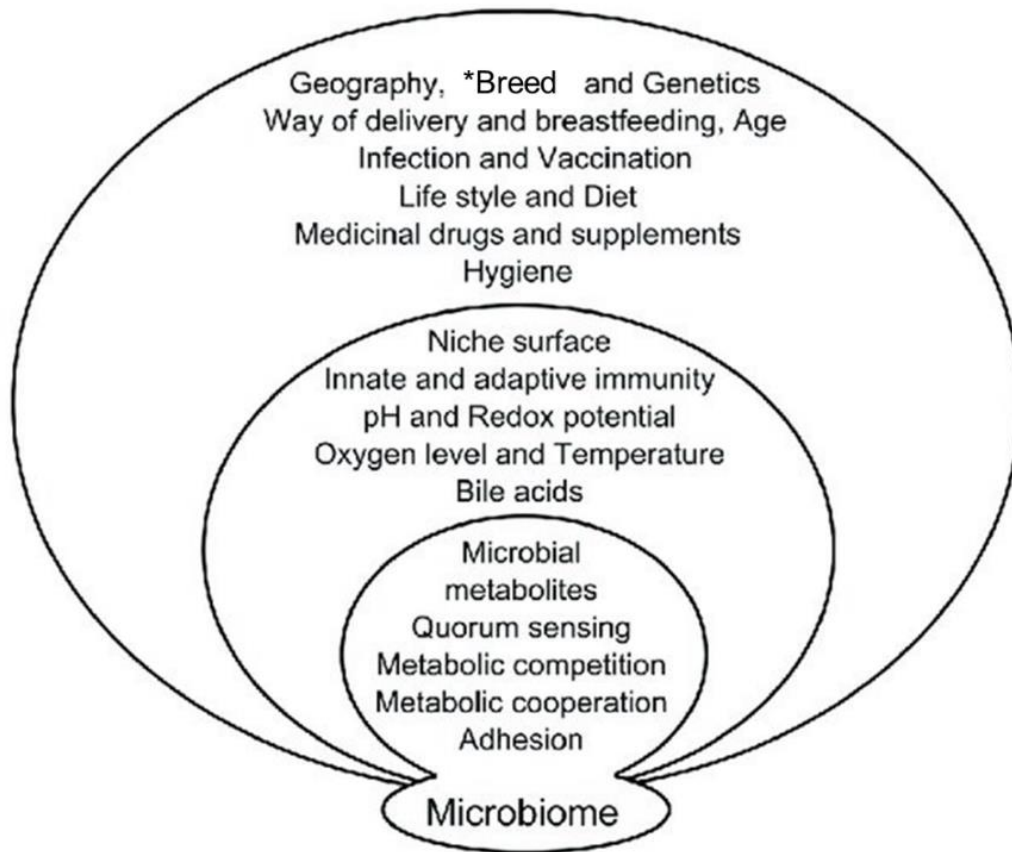 Geography, *Breed and Genetics
Way of delivery and breastfeeding, Age
Infection and Vaccination
Life style and Diet
Medicinal drugs and supplements
Hygiene
Niche surface
Innate and adaptive immunity
pH and Redox potential
Oxygen level and Temperature
Bile acids
Microbial
metabolites
Quorum sensing
Metabolic competition
Metabolic cooperation
Adhesion
Microbiome